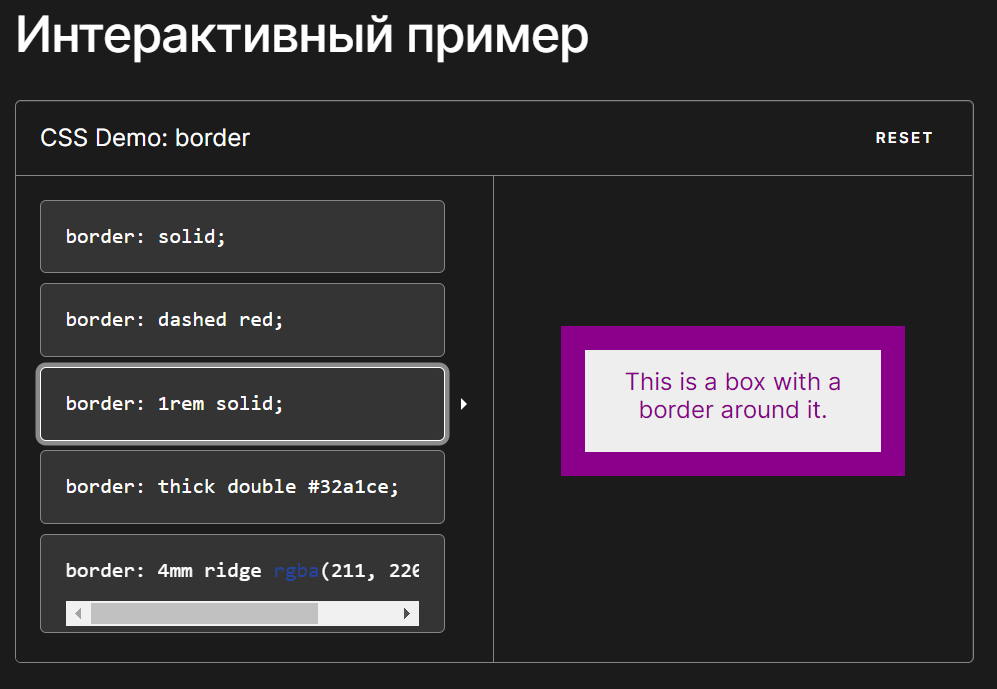 Интерактивный пример
CSS Demo: border
RESET
border: solid;
border: dashed red;
border: 1rem solid;
border: thick double #32a1ce;
border: 4mm ridge rgba(211, 220
This is a box with a
border around it.